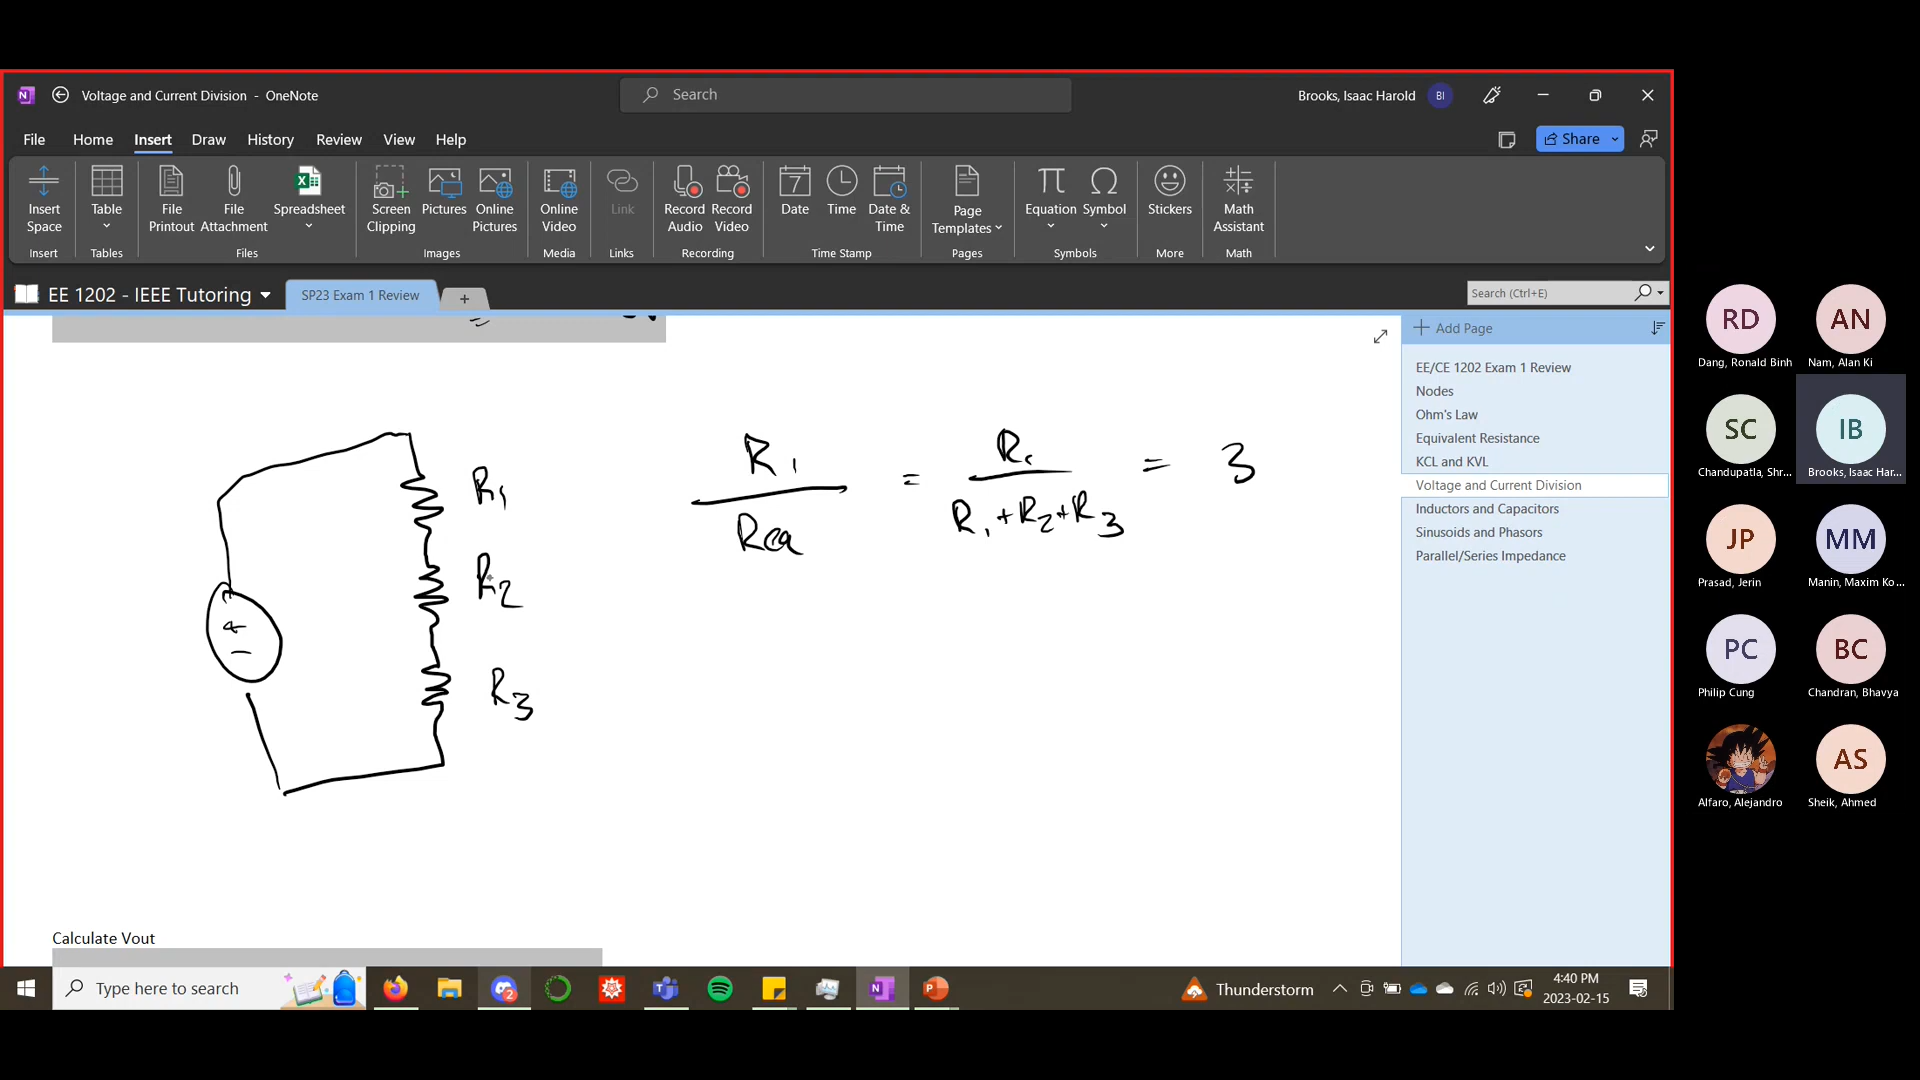 Voltage and Current Division - OneNote
Search
Brooks, Isaac Harold
BI
File Home Insert Draw History Review View Help
Share
Insert Space
Table
File Printout
File Attachment
Spreadsheet
Screen Clipping
Pictures
Online Pictures
Online Video
Link
Record Audio
Record Video
7
Date
Time
Date & Time
Page Templates
Equation
Symbol
Stickers
Math Assistant
Insert Tables Files Images Media Links Recording Time Stamp Pages Symbols More Math
EE 1202 - IEEE Tutoring
SP23 Exam 1 Review
+
Search (Ctrl+E)
Add Page
EE/CE 1202 Exam 1 Review
Nodes
Ohm's Law
Equivalent Resistance
KCL and KVL
Voltage and Current Division
Inductors and Capacitors
Sinusoids and Phasors
Parallel/Series Impedance
R1
R2
R3
+
-
R1
=
R1
= 3
R1+R2+R3
Calculate Vout
RD
Dang, Ronald Binh
AN
Nam, Alan Ki
SC
Chandupatla, Shr...
IB
Brooks, Isaac Har...
JP
Prasad, Jerin
MM
Manin, Maxim Ko...
PC
Philip Cung
BC
Chandran, Bhavya
Alfaro, Alejandro
AS
Sheik, Ahmed
Type here to search
2
Thunderstorm
4:40 PM
2023-02-15